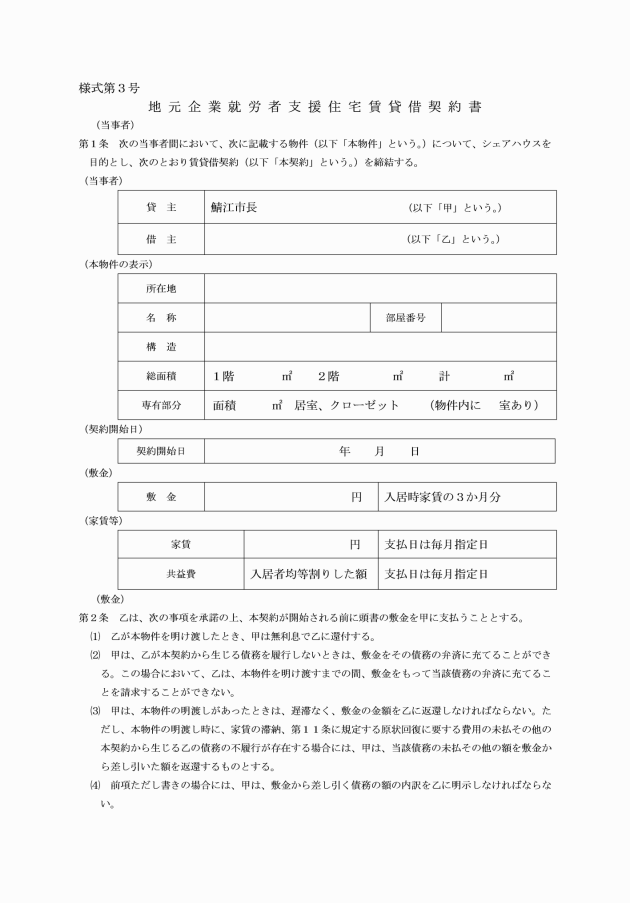 様式第３号
地元企業就労者支援住宅賃貸借契約書
（当事者）
第１条　次の当事者間において、次に記載する物件（以下「本物件」という。）について、シェアハウスを
目的とし、次のとおり賃貸借契約（以下「本契約」という。）を締結する。
（当事者）
貸　主　鯖江市長　（以下「甲」という。）
借　主　（以下「乙」という。）
（本物件の表示）
所在地
名　称　部屋番号
構　造
総面積　１階　㎡　２階　㎡　計　㎡
専有部分　面積　㎡　居室、クローゼット　（物件内に　室あり）
（契約開始日）
契約開始日　年　月　日
（敷金）
敷　金　円　入居時家賃の３か月分
（家賃等）
家賃　円　支払日は毎月指定日
共益費　入居者均等割りした額　支払日は毎月指定日
（敷金）
第２条　乙は、次の事項を承諾の上、本契約が開始される前に頭書の敷金を甲に支払うこととする。
⑴　乙が本物件を明け渡したとき、甲は無利息で乙に還付する。
⑵　甲は、乙が本契約から生じる債務を履行しないときは、敷金をその債務の弁済に充てることができ
る。この場合において、乙は、本物件を明け渡すまでの間、敷金をもって当該債務の弁済に充てるこ
とを請求することができない。
⑶　甲は、本物件の明渡しがあったときは、遅滞なく、敷金の金額を乙に返還しなければならない。た
だし、本物件の明渡し時に、家賃の滞納、第１１条に規定する原状回復に要する費用の未払その他の
本契約から生じる乙の債務の不履行が存在する場合には、甲は、当該債務の未払その他の額を敷金か
ら差し引いた額を返還するものとする。
⑷　前項ただし書きの場合には、甲は、敷金から差し引く債務の額の内訳を乙に明示しなければならな
い。